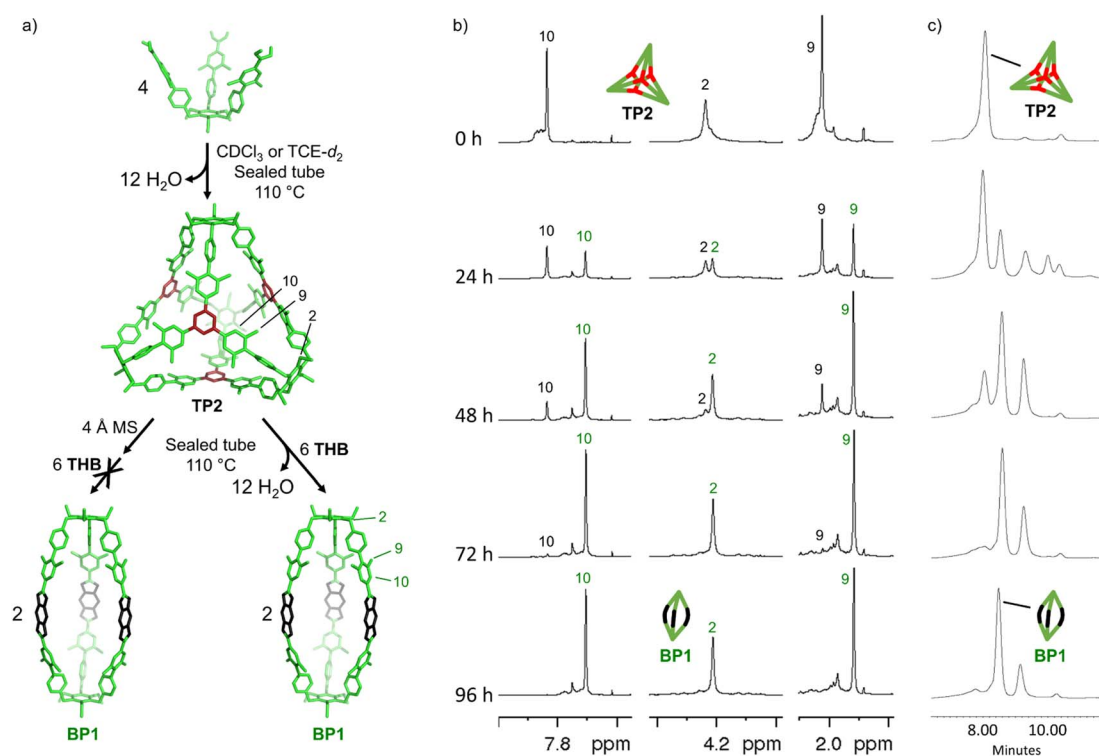 a)
4
CDCl3 or TCE-d2
12 H2O
Sealed tube
110 °C
10
9
2
TP2
4 Å MS
6 THB
Sealed tube
110 °C
6 THB
12 H2O
2
BP1
2
2
9
10
BP1
b)
10
TP2
2
9
0 h
10
10
2
2
9
9
24 h
10
10
2
2
9
9
48 h
10
10
2
9
9
72 h
10
BP1
2
9
96 h
7.8 ppm
4.2 ppm
2.0 ppm
c)
TP2
BP1
8.00
10.00
Minutes